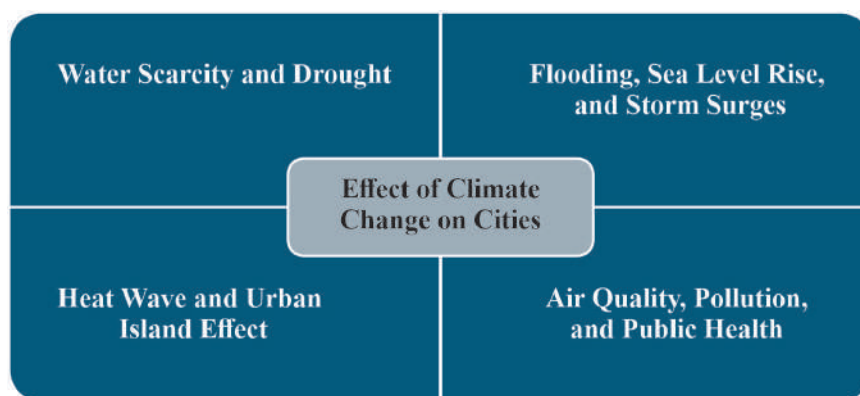 Water Scarcity and Drought
Flooding, Sea Level Rise,
and Storm Surges
Effect of Climate
Change on Cities
Heat Wave and Urban
Island Effect
Air Quality, Pollution,
and Public Health